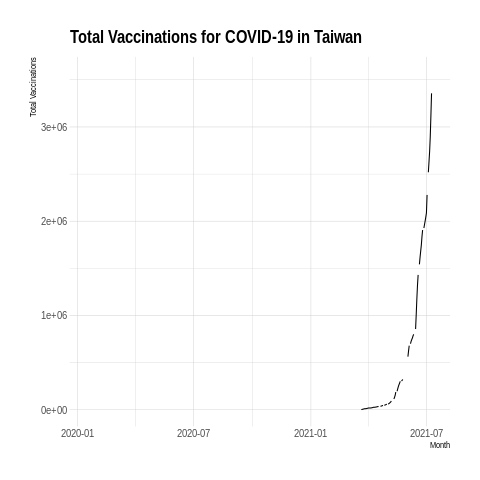 Total Vaccinations for COVID-19 in Taiwan
Total Vaccinations
3e+06
2e+06
1e+06
0e+00
2020-01 2020-07 2021-01 2021-07
Month